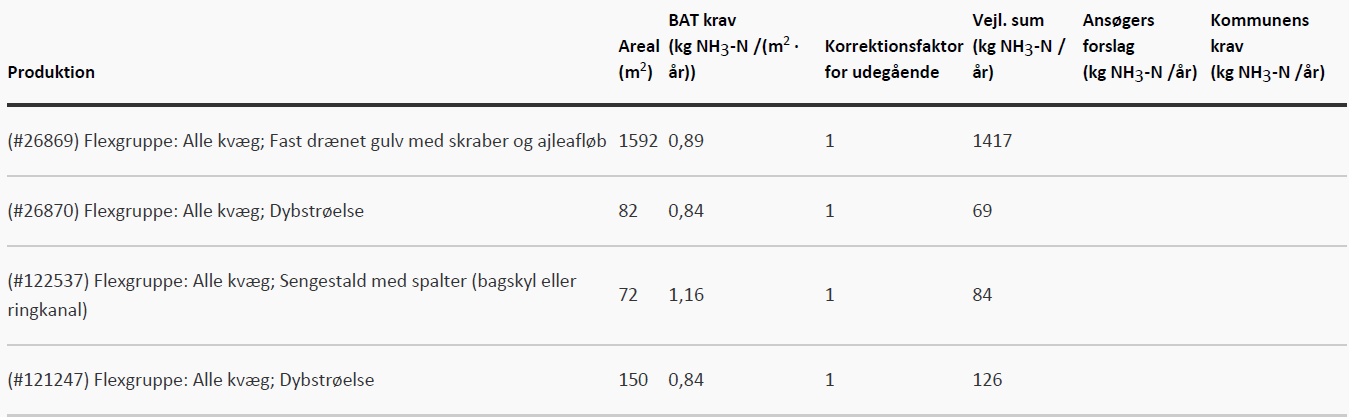 Produktion Areal (m²) BAT krav (kg NH3-N /(m² · år)) Korrektionsfaktor for udegående Vejl. sum (kg NH3-N / år) Ansøgers forslag (kg NH3-N /år) Kommunens krav (kg NH3-N /år)
(#26869) Flexgruppe: Alle kvæg; Fast drænet gulv med skraber og ajleafløb 1592 0,89 1 1417
(#26870) Flexgruppe: Alle kvæg; Dybstrøelse 82 0,84 1 69
(#122537) Flexgruppe: Alle kvæg; Sengestald med spalter (bagskyl eller
ringkanal) 72 1,16 1 84
(#121247) Flexgruppe: Alle kvæg; Dybstrøelse 150 0,84 1 126